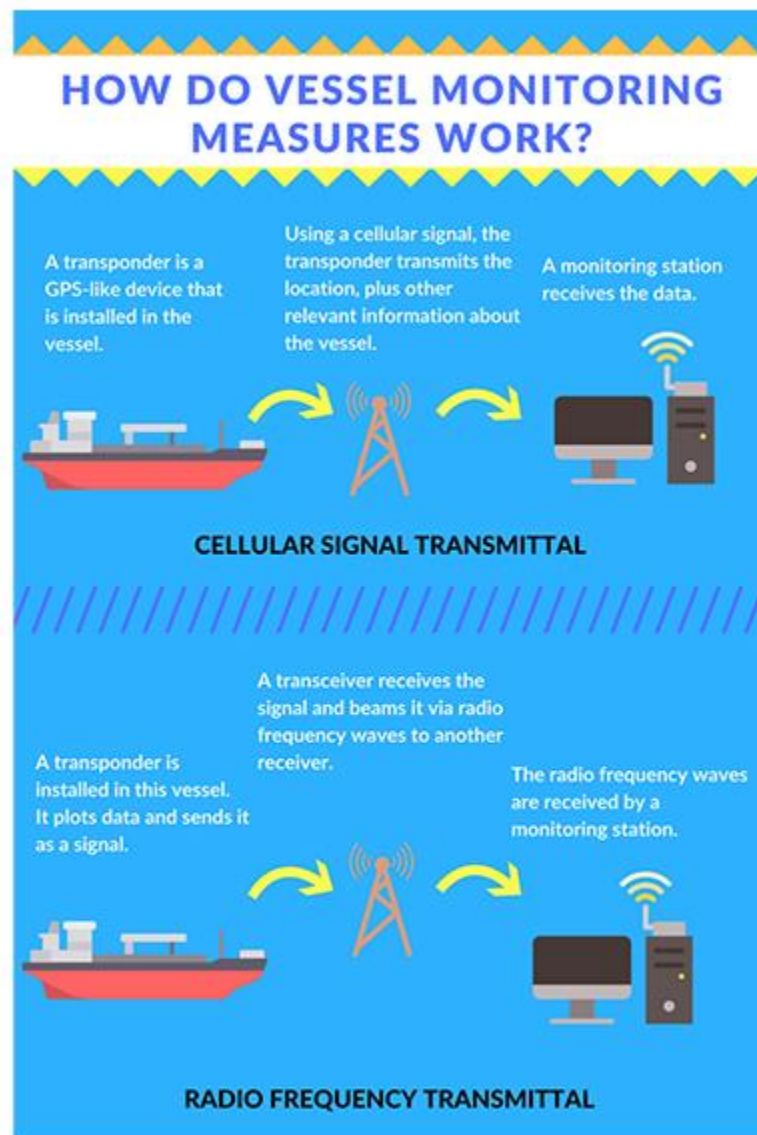 HOW DO VESSEL MONITORING
MEASURES WORK?
A transponder is a
GPS-like device that
is installed in the
vessel.
Using a cellular signal, the
transponder transmits the
location, plus other
relevant information about
the vessel.
A monitoring station
receives the data.
CELLULAR SIGNAL TRANSMITTAL
A transponder is
installed in this vessel.
It plots data and sends it
as a signal.
A transceiver receives the
signal and beams it via radio
frequency waves to another
receiver.
The radio frequency waves
are received by a
monitoring station.
RADIO FREQUENCY TRANSMITTAL